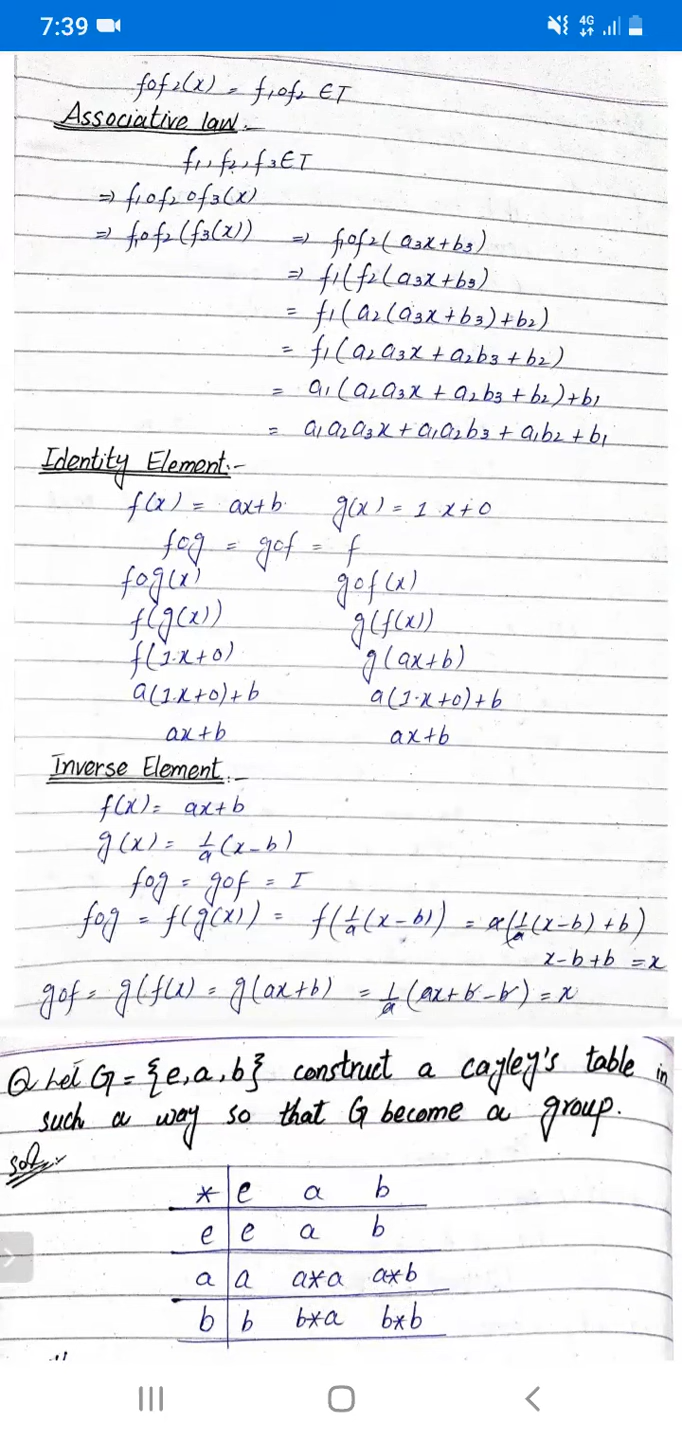 7:39
4G
fof₂(x) = f₁of₂ ∈T
Associative law:-
f₁, f₂, f₃∈T
⇒ f₁of₂of₃(x)
⇒ f₁of₂(f₃(x)) ⇒ f₁of₂(a₃x+b₃)
⇒ f₁(f₂(a₃x+b₃)
= f₁(a₂(a₃x+b₃)+b₂)
= f₁(a₂a₃x + a₂b₃ + b₂)
= a₁(a₂a₃x + a₂b₃ + b₂)+b₁
= a₁a₂a₃x + a₁a₂b₃ + a₁b₂ + b₁
Identity Element:-
f(x) = ax+b g(x) = 1·x+0
fog = gof = f
fog(x) gof(x)
f(g(x)) g(f(x))
f(1·x+0) g(ax+b)
a(1·x+0)+b a(1·x+0)+b
ax+b ax+b
Inverse Element:-
f(x)= ax+b
g(x)= 1/a(x-b)
fog = gof = I
fog = f(g(x)) = f(1/a(x-b)) = a(1/a(x-b)+b)
x-b+b = x
gof = g(f(x) = g(ax+b) = 1/a(ax+b-b) = x
Q Let G={e,a,b} construct a cayley's table in
such a way so that G become a group.
Sol:-
* e a b
e e a b
a a a*a a*b
b b b*a b*b